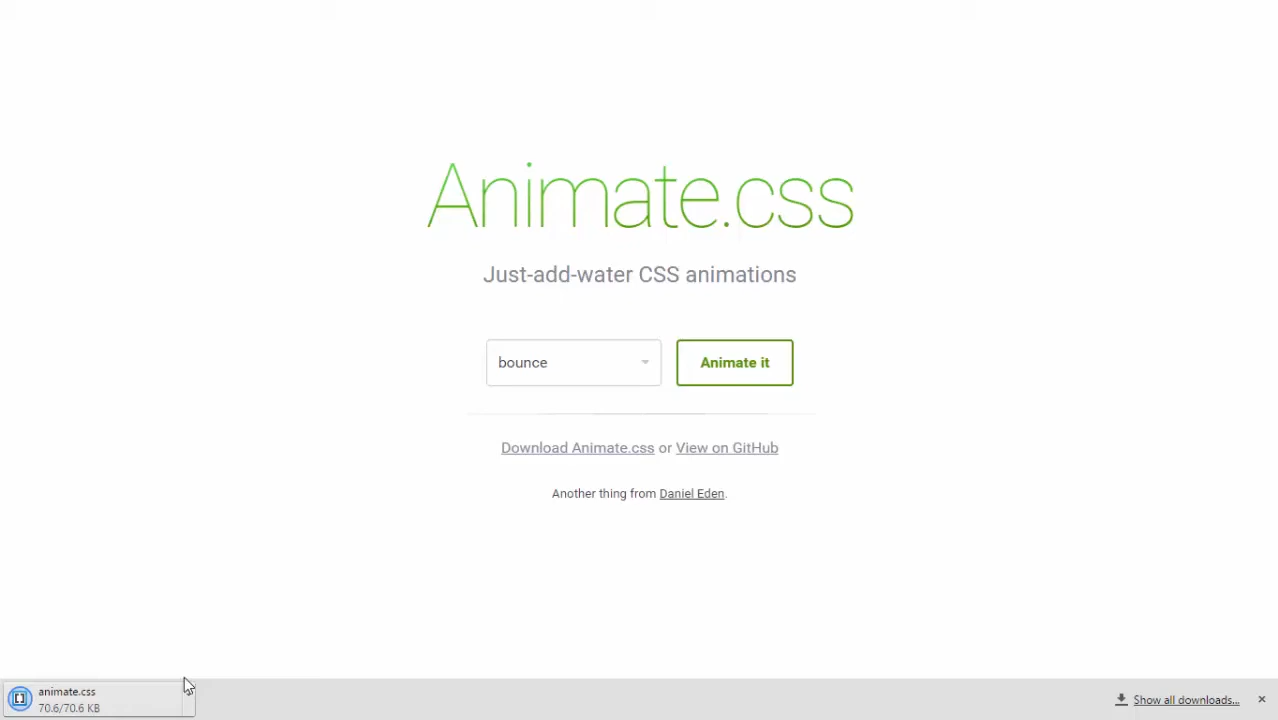 Animate.css
Just-add-water CSS animations
bounce
Animate it
Download Animate.css or View on GitHub
Another thing from Daniel Eden.
animate.css
70.6/70.6 KB
Show all downloads...